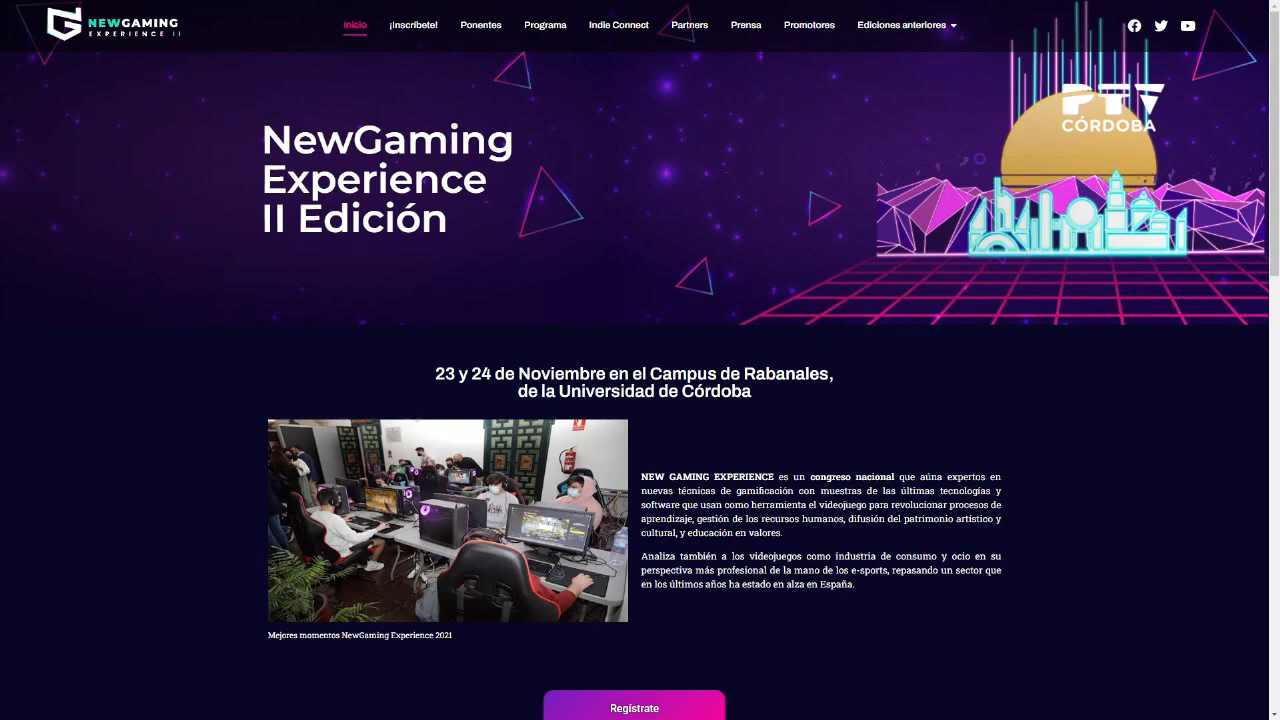 NEWGAMING
EXPERIENCE II
Inicio
¡Inscríbete!
Ponentes
Programa
Indie Connect
Partners
Prensa
Promotores
Ediciones anteriores
PTV
CÓRDOBA
NewGaming
Experience
II Edición
23 y 24 de Noviembre en el Campus de Rabanales,
de la Universidad de Córdoba
NEW GAMING EXPERIENCE es un congreso nacional que aúna expertos en
nuevas técnicas de gamificación con muestras de las últimas tecnologías y
software que usan como herramienta el videojuego para revolucionar procesos de
aprendizaje, gestión de los recursos humanos, difusión del patrimonio artístico y
cultural, y educación en valores.
Analiza también a los videojuegos como industria de consumo y ocio en su
perspectiva más profesional de la mano de los e-sports, repasando un sector que
en los últimos años ha estado en alza en España.
Mejores momentos NewGaming Experience 2021
Regístrate